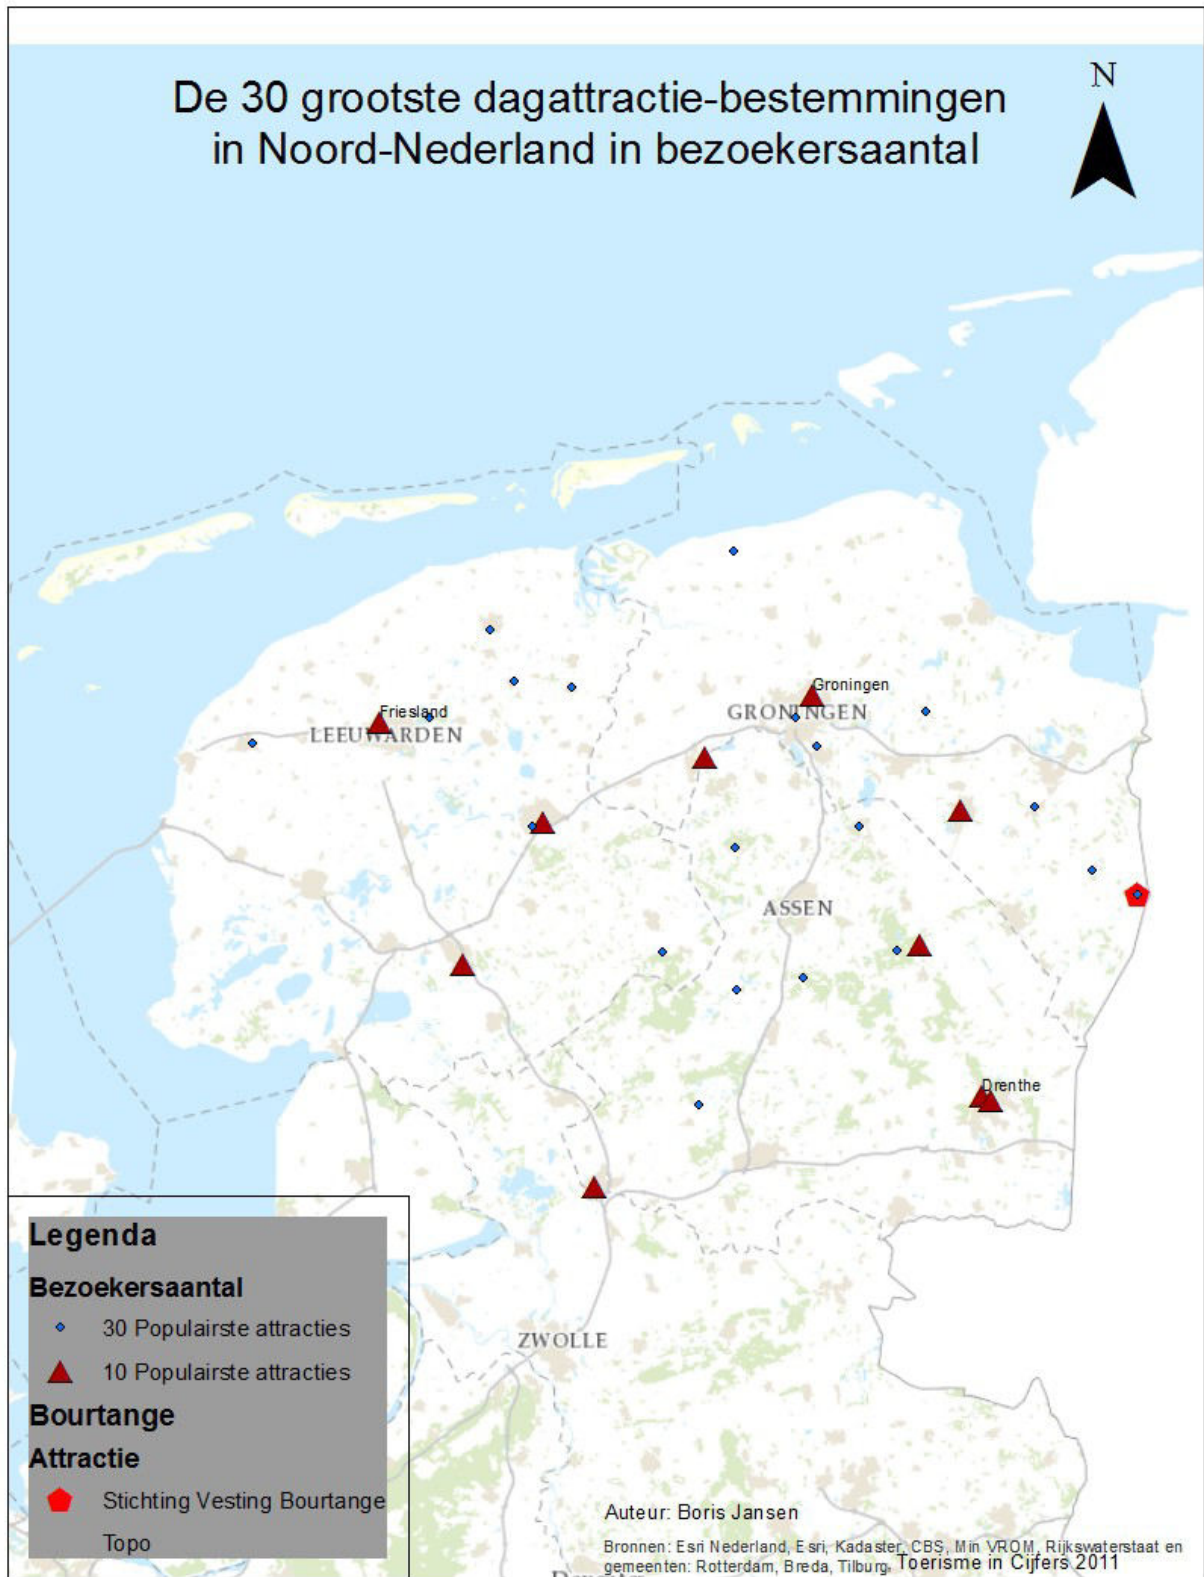 De 30 grootste dagattractie-bestemmingen
in Noord-Nederland in bezoekersaantal
N
Groningen
GRONINGEN
Friesland
LEEUWARDEN
ASSEN
Drenthe
ZWOLLE
Legenda
Bezoekersaantal
30 Populairste attracties
10 Populairste attracties
Bourtange
Attractie
Stichting Vesting Bourtange
Topo
Auteur: Boris Jansen
Bronnen: Esri Nederland, Esri, Kadaster, CBS, Min VROM, Rijkswaterstaat en
gemeenten: Rotterdam, Breda, Tilburg, Toerisme in Cijfers 2011